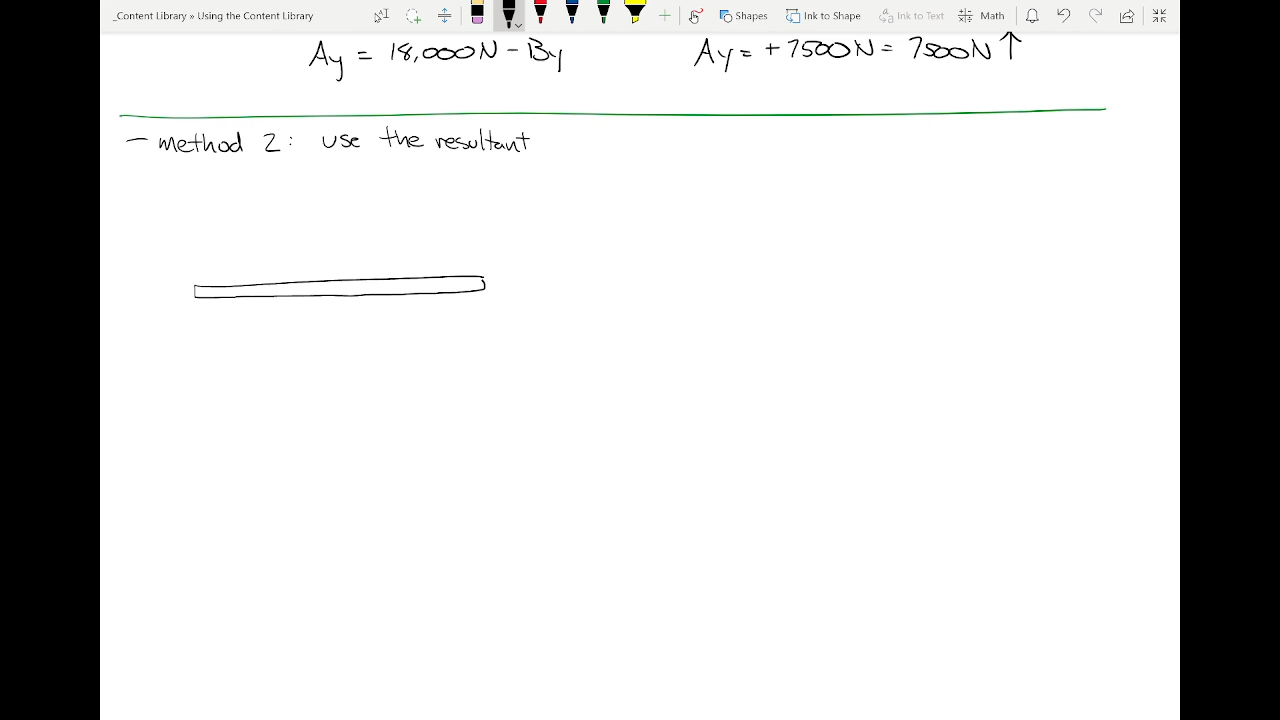 _Content Library » Using the Content Library
Shapes
Ink to Shape
Ink to Text
Math
Ay = 18,000N - By
Ay = +7500N = 7500N ↑
- method 2: use the resultant